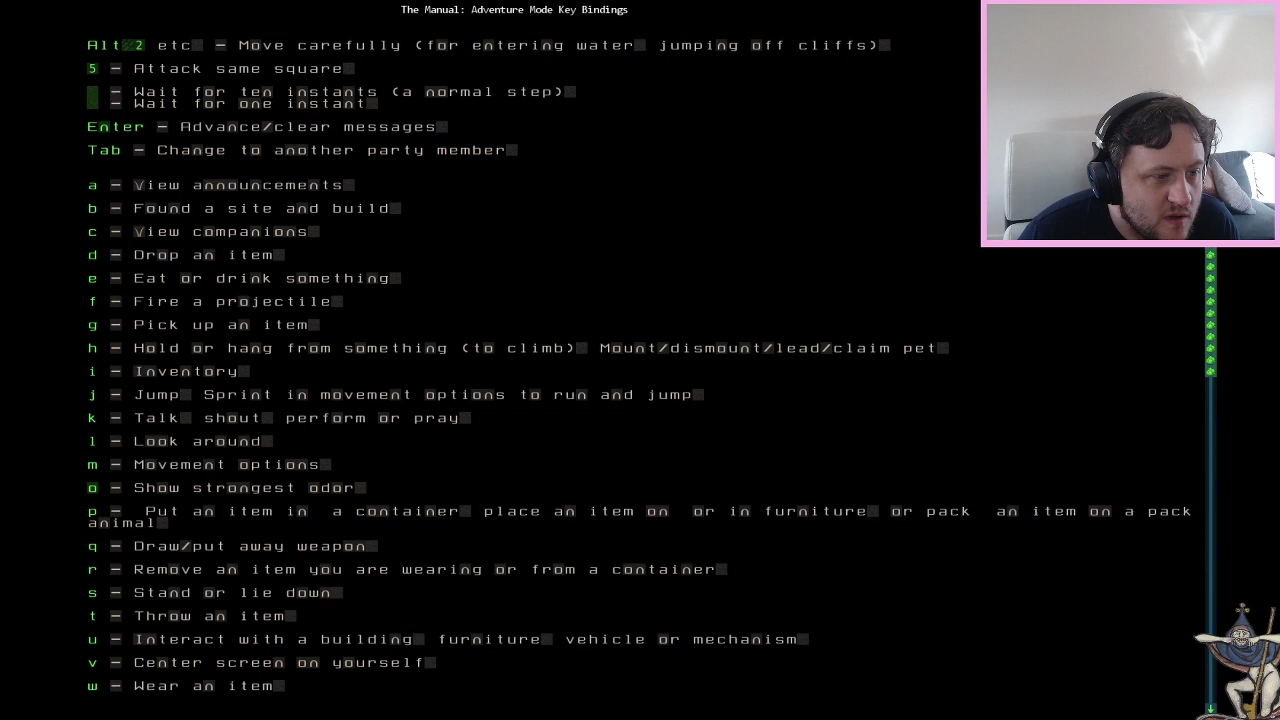 The Manual: Adventure Mode Key Bindings
Alt 2 etc — Move carefully (for entering water jumping off cliffs)
5 — Attack same square
— Wait for ten instants (a normal step)
— Wait for one instant
Enter — Advance/clear messages
Tab — Change to another party member
a — View announcements
b — Found a site and build
c — View companions
d — Drop an item
e — Eat or drink something
f — Fire a projectile
g — Pick up an item
h — Hold or hang from something (to climb) Mount/dismount/lead/claim pet
i — Inventory
j — Jump Sprint in movement options to run and jump
k — Talk shout perform or pray
l — Look around
m — Movement options
o — Show strongest odor
p — Put an item in a container place an item on or in furniture or pack an item on a pack
animal
q — Draw/put away weapon
r — Remove an item you are wearing or from a container
s — Stand or lie down
t — Throw an item
u — Interact with a building furniture vehicle or mechanism
v — Center screen on yourself
w — Wear an item